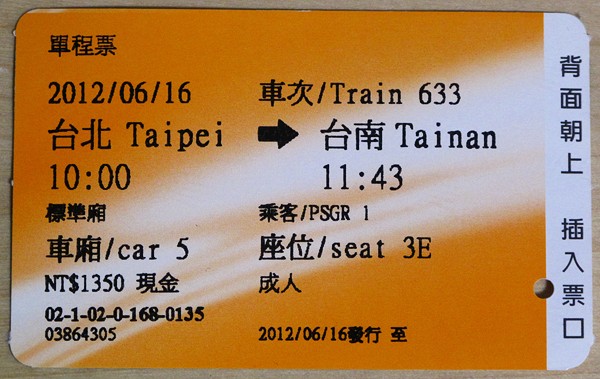 單程票
2012/06/16 車次/Train 633
台北 Taipei 台南 Tainan
10:00 11:43
標準廂 乘客/PSGR 1
車廂/car 5 座位/seat 3E
NT$1350 現金 成人
02-1-02-0-168-0135
03864305 2012/06/16發行 至
背面朝上 插入票口